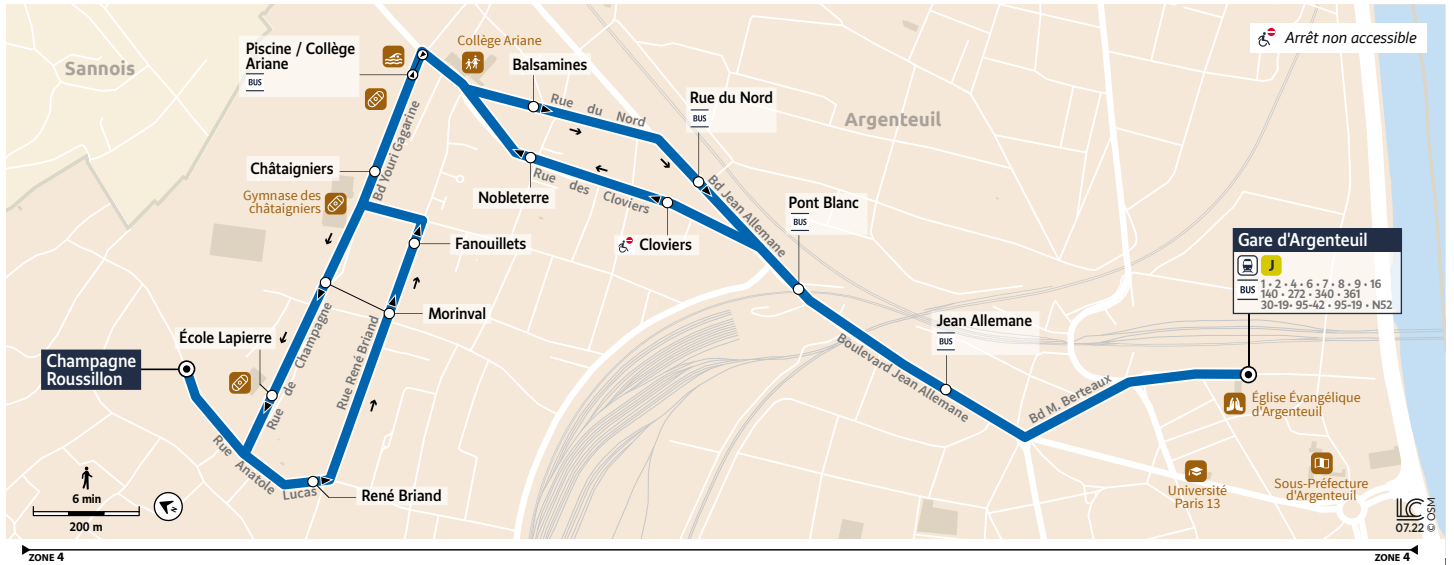 Arrêt non accessible
Sannois
Piscine / Collège
Ariane
BUS
Collège Ariane
Balsamines
Rue du Nord
Rue du Nord
BUS
Argenteuil
Bd Youri Gagarine
Châtaigniers
Gymnase des
châtaigniers
Nobleterre
Rue des Cloviers
Cloviers
Bd Jean Allemane
Pont Blanc
BUS
Fanouillets
Morinval
Gare d'Argenteuil
J
BUS
1 • 2 • 4 • 6 • 7 • 8 • 9 • 16
140 • 272 • 340 • 361
30-19 • 95-42 • 95-19 • N52
École Lapierre
Rue de Champagne
Rue René Briand
Jean Allemane
BUS
Boulevard Jean Allemane
Champagne
Roussillon
Bd M. Berteaux
Église Évangélique
d'Argenteuil
Rue Anatole Lucas
René Briand
Université
Paris 13
Sous-Préfecture
d'Argenteuil
6 min
200 m
LC
07.22 © OSM
ZONE 4
ZONE 4